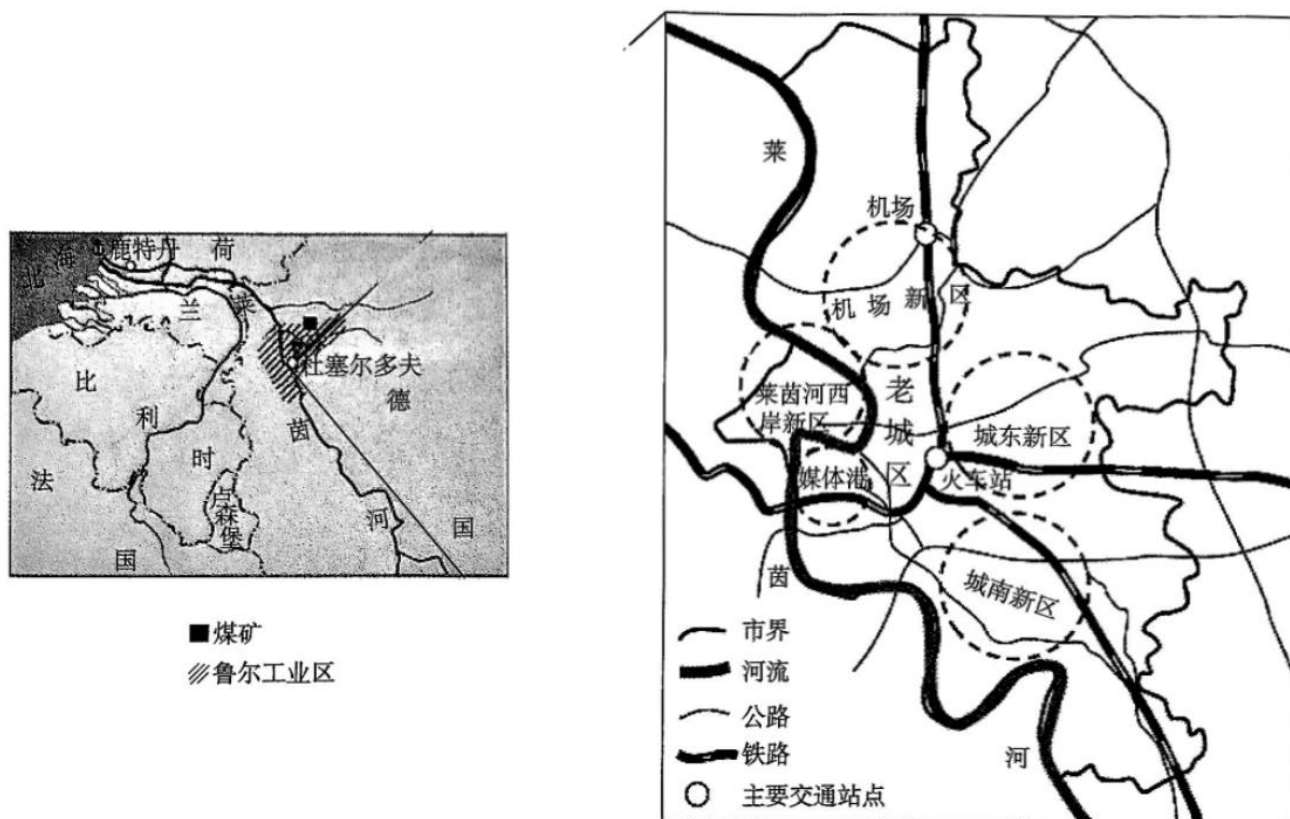 北海
鹿特丹
荷
兰
莱
杜塞尔多夫
德
比
利
时
茵
法
卢森堡
河
国
国
■煤矿
鲁尔工业区
莱
机场
机场新区
莱茵河西
岸新区
老
城
区
城东新区
媒体港
火车站
茵
城南新区
河
市界
河流
公路
铁路
主要交通站点